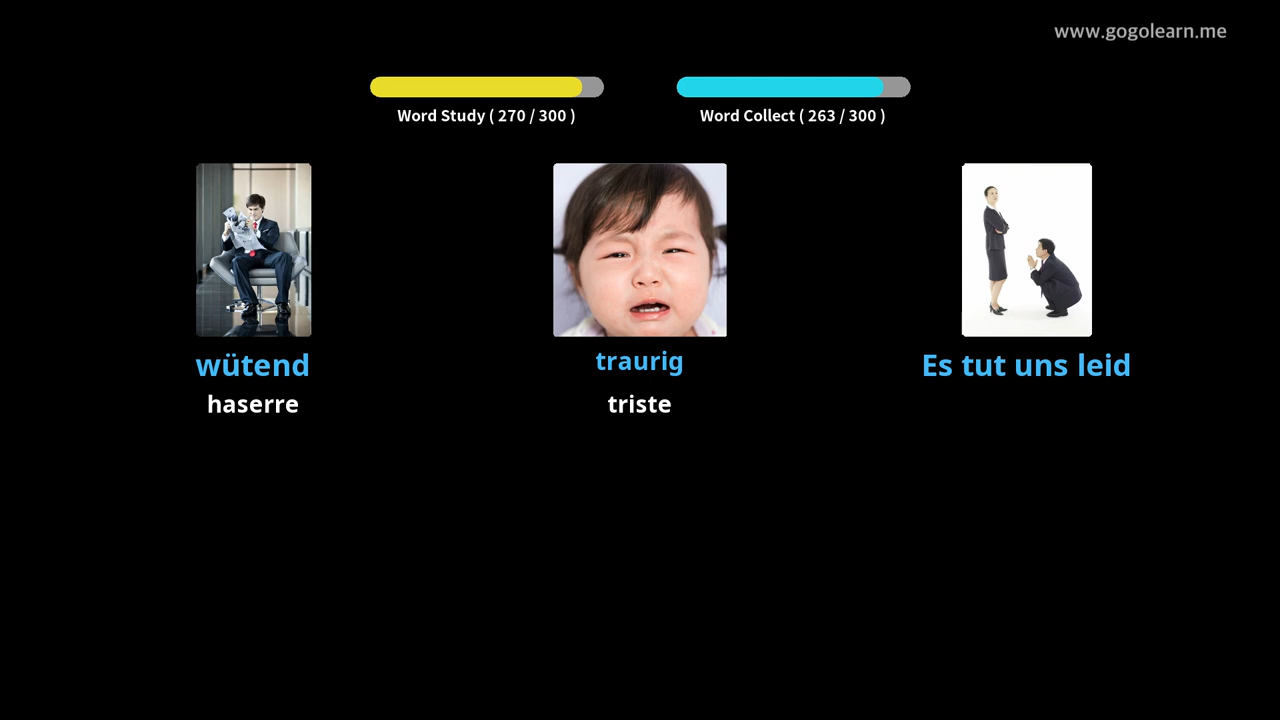 www.gogolearn.me
Word Study ( 270 / 300 )
Word Collect ( 263 / 300 )
wütend
haserre
traurig
triste
Es tut uns leid